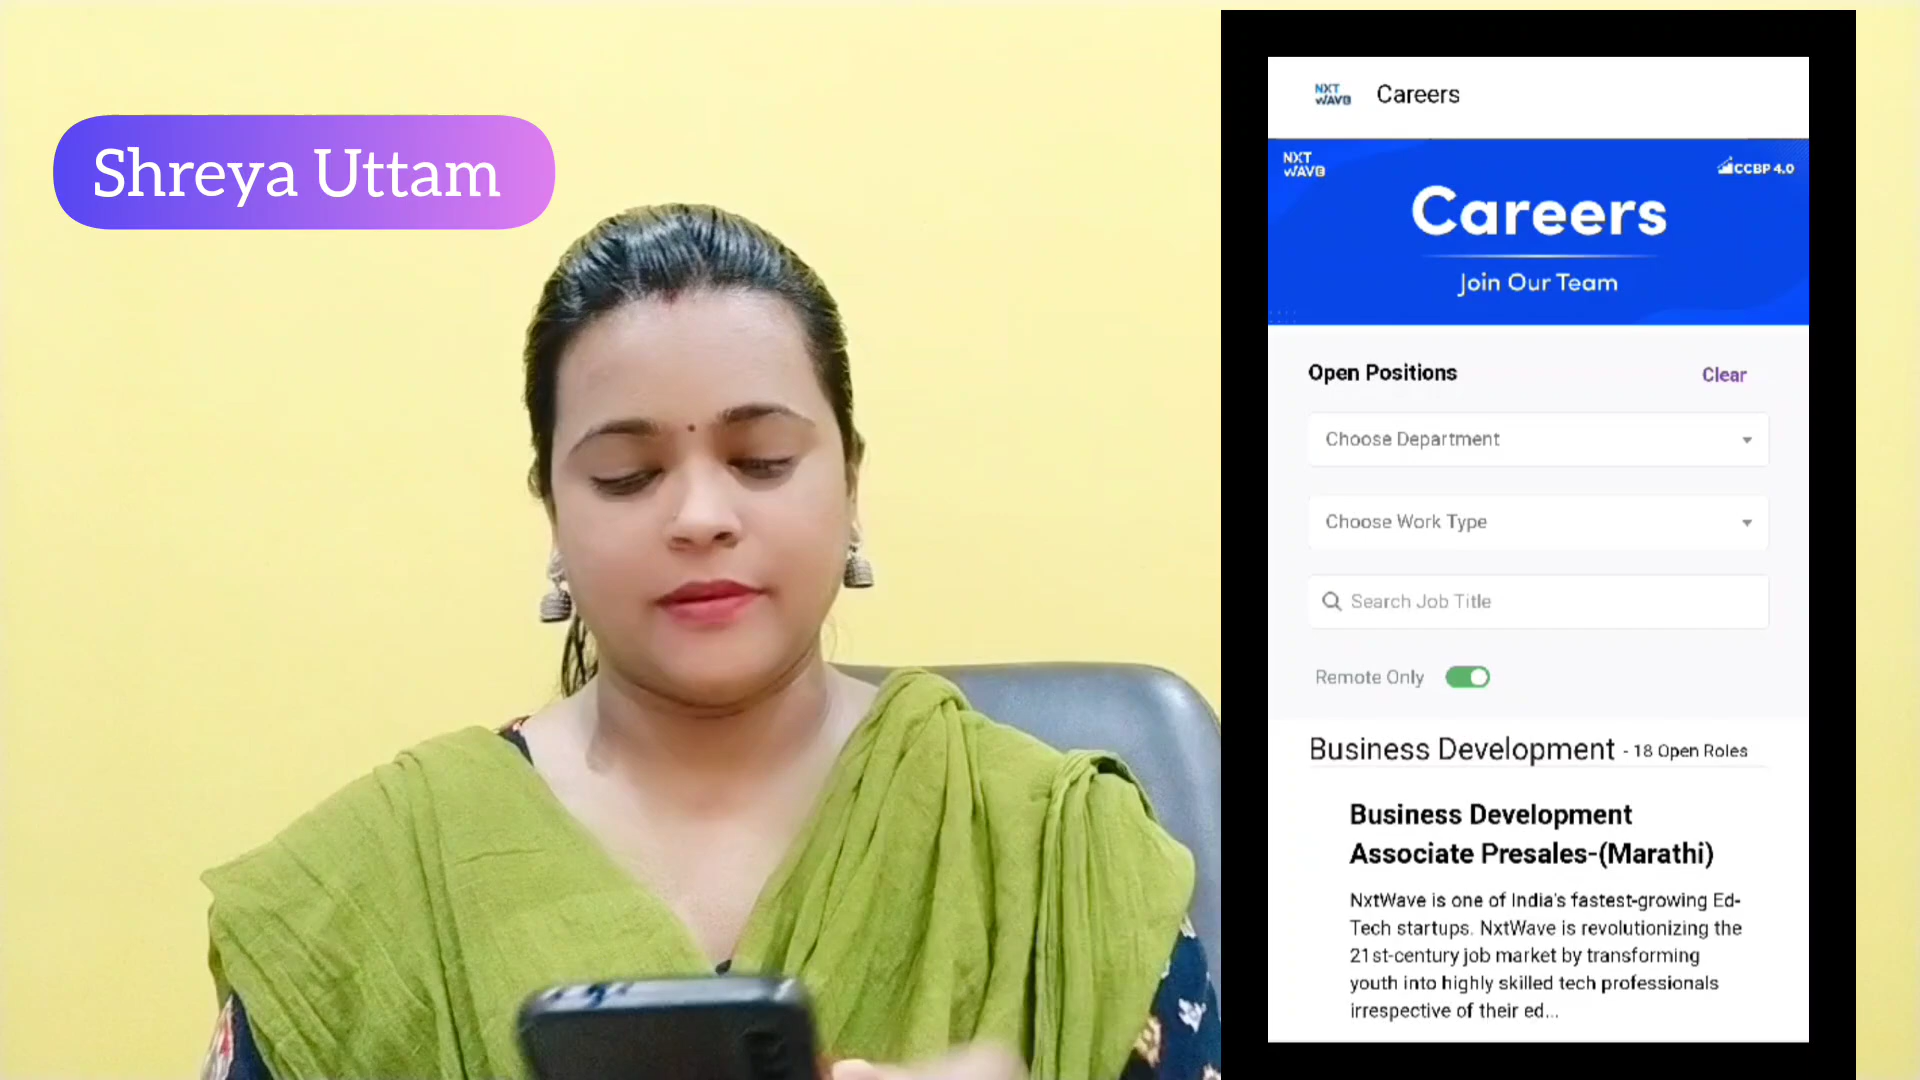 Shreya Uttam
NXT
WAVE
Careers
NXT
WAVE
CCBP 4.0
Careers
Join Our Team
Open Positions
Clear
Choose Department
Choose Work Type
Search Job Title
Remote Only
Business Development - 18 Open Roles
Business Development
Associate Presales-(Marathi)
NxtWave is one of India's fastest-growing Ed-
Tech startups. NxtWave is revolutionizing the
21st-century job market by transforming
youth into highly skilled tech professionals
irrespective of their ed...